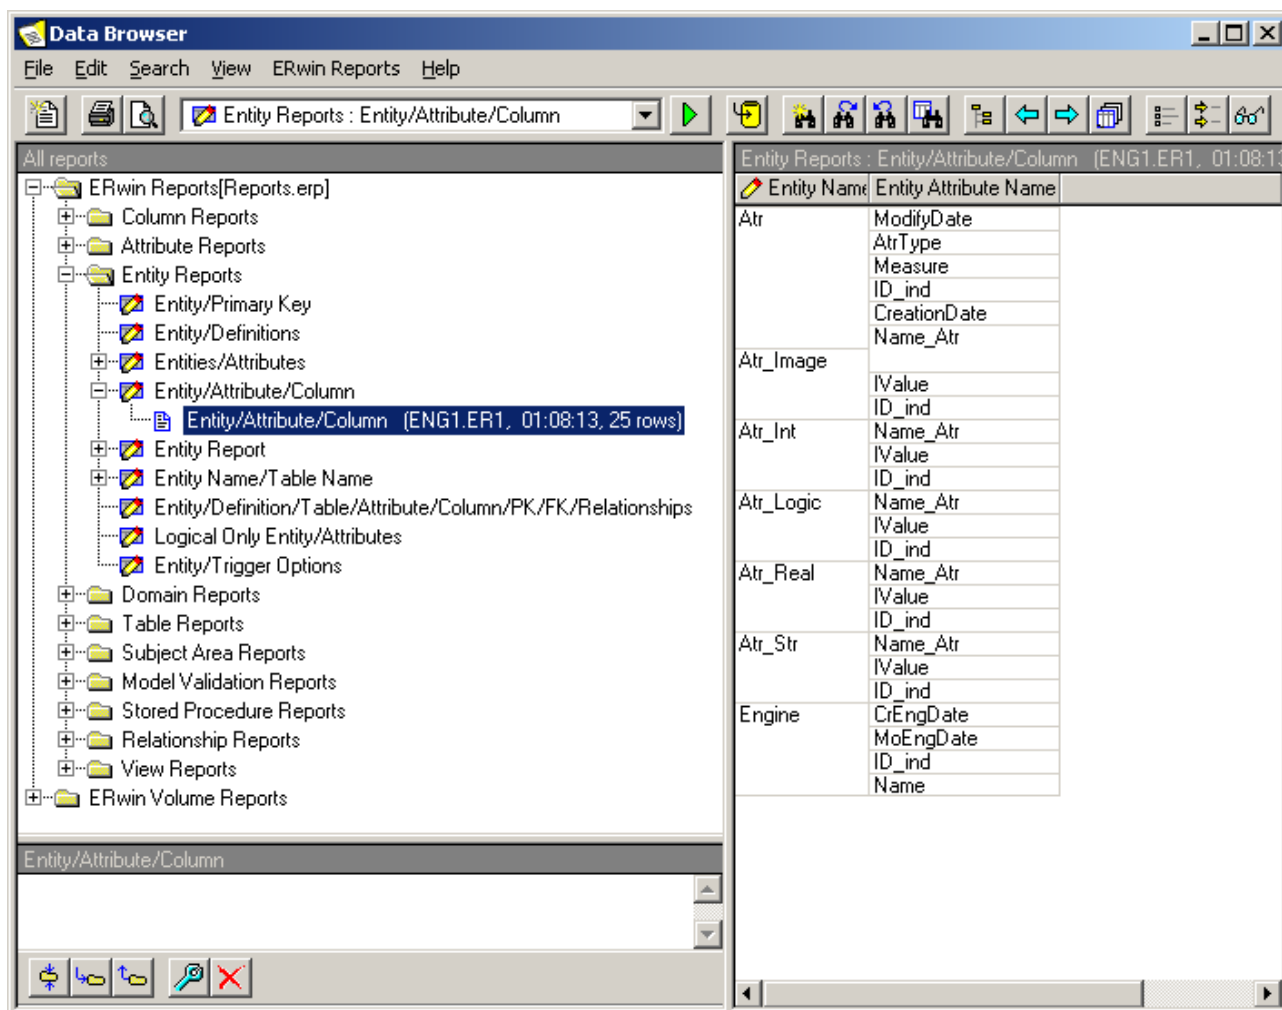 Data Browser
File Edit Search View ERwin Reports Help
Entity Reports : Entity/Attribute/Column
All reports
ERwin Reports[Reports.erp]
Column Reports
Attribute Reports
Entity Reports
Entity/Primary Key
Entity/Definitions
Entities/Attributes
Entity/Attribute/Column
Entity/Attribute/Column (ENG1.ER1, 01:08:13, 25 rows)
Entity Report
Entity Name/Table Name
Entity/Definition/Table/Attribute/Column/PK/FK/Relationships
Logical Only Entity/Attributes
Entity/Trigger Options
Domain Reports
Table Reports
Subject Area Reports
Model Validation Reports
Stored Procedure Reports
Relationship Reports
View Reports
ERwin Volume Reports
Entity/Attribute/Column
Entity Reports : Entity/Attribute/Column (ENG1.ER1, 01:08:13
Entity Name Entity Attribute Name
Atr ModifyDate
AtrType
Measure
ID_ind
CreationDate
Name_Atr
Atr_Image
IValue
ID_ind
Atr_Int Name_Atr
IValue
ID_ind
Atr_Logic Name_Atr
IValue
ID_ind
Atr_Real Name_Atr
IValue
ID_ind
Atr_Str Name_Atr
IValue
ID_ind
Engine CrEngDate
MoEngDate
ID_ind
Name